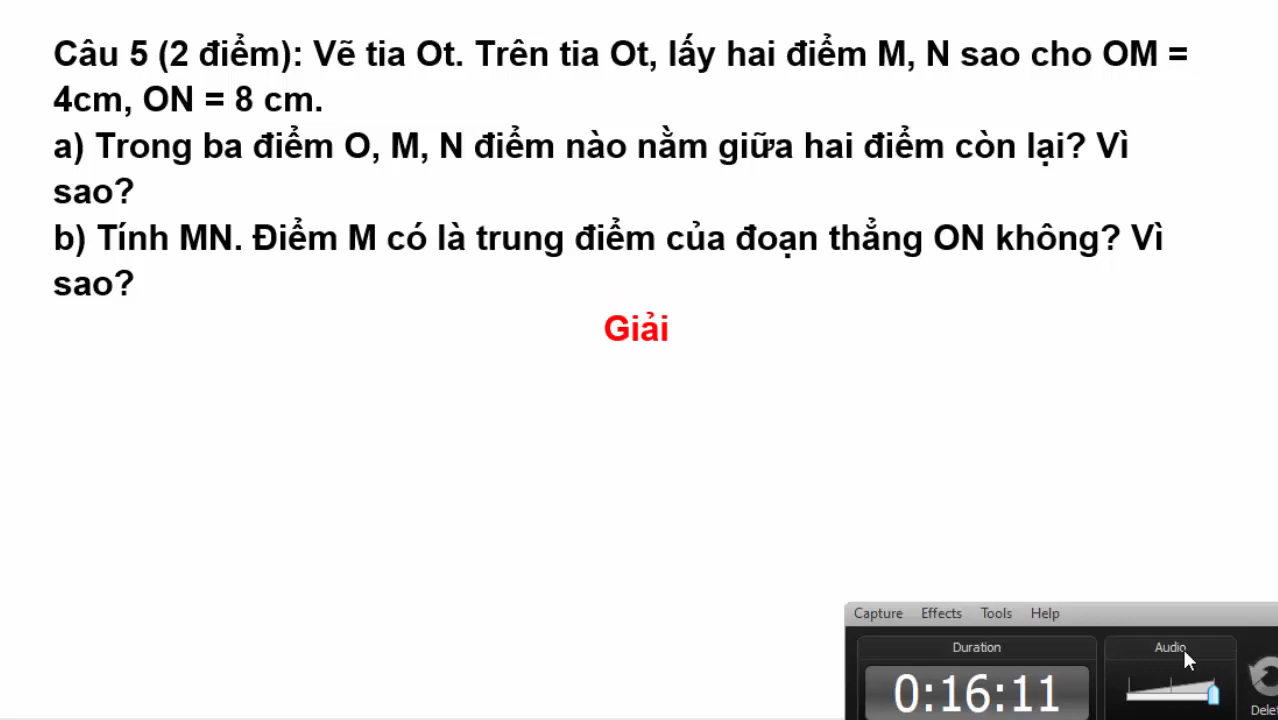 Câu 5 (2 điểm): Vẽ tia Ot. Trên tia Ot, lấy hai điểm M, N sao cho OM =
4cm, ON = 8 cm.
a) Trong ba điểm O, M, N điểm nào nằm giữa hai điểm còn lại? Vì
sao?
b) Tính MN. Điểm M có là trung điểm của đoạn thẳng ON không? Vì
sao?
Giải
Capture Effects Tools Help
Duration Audio
0:16:11
Delet